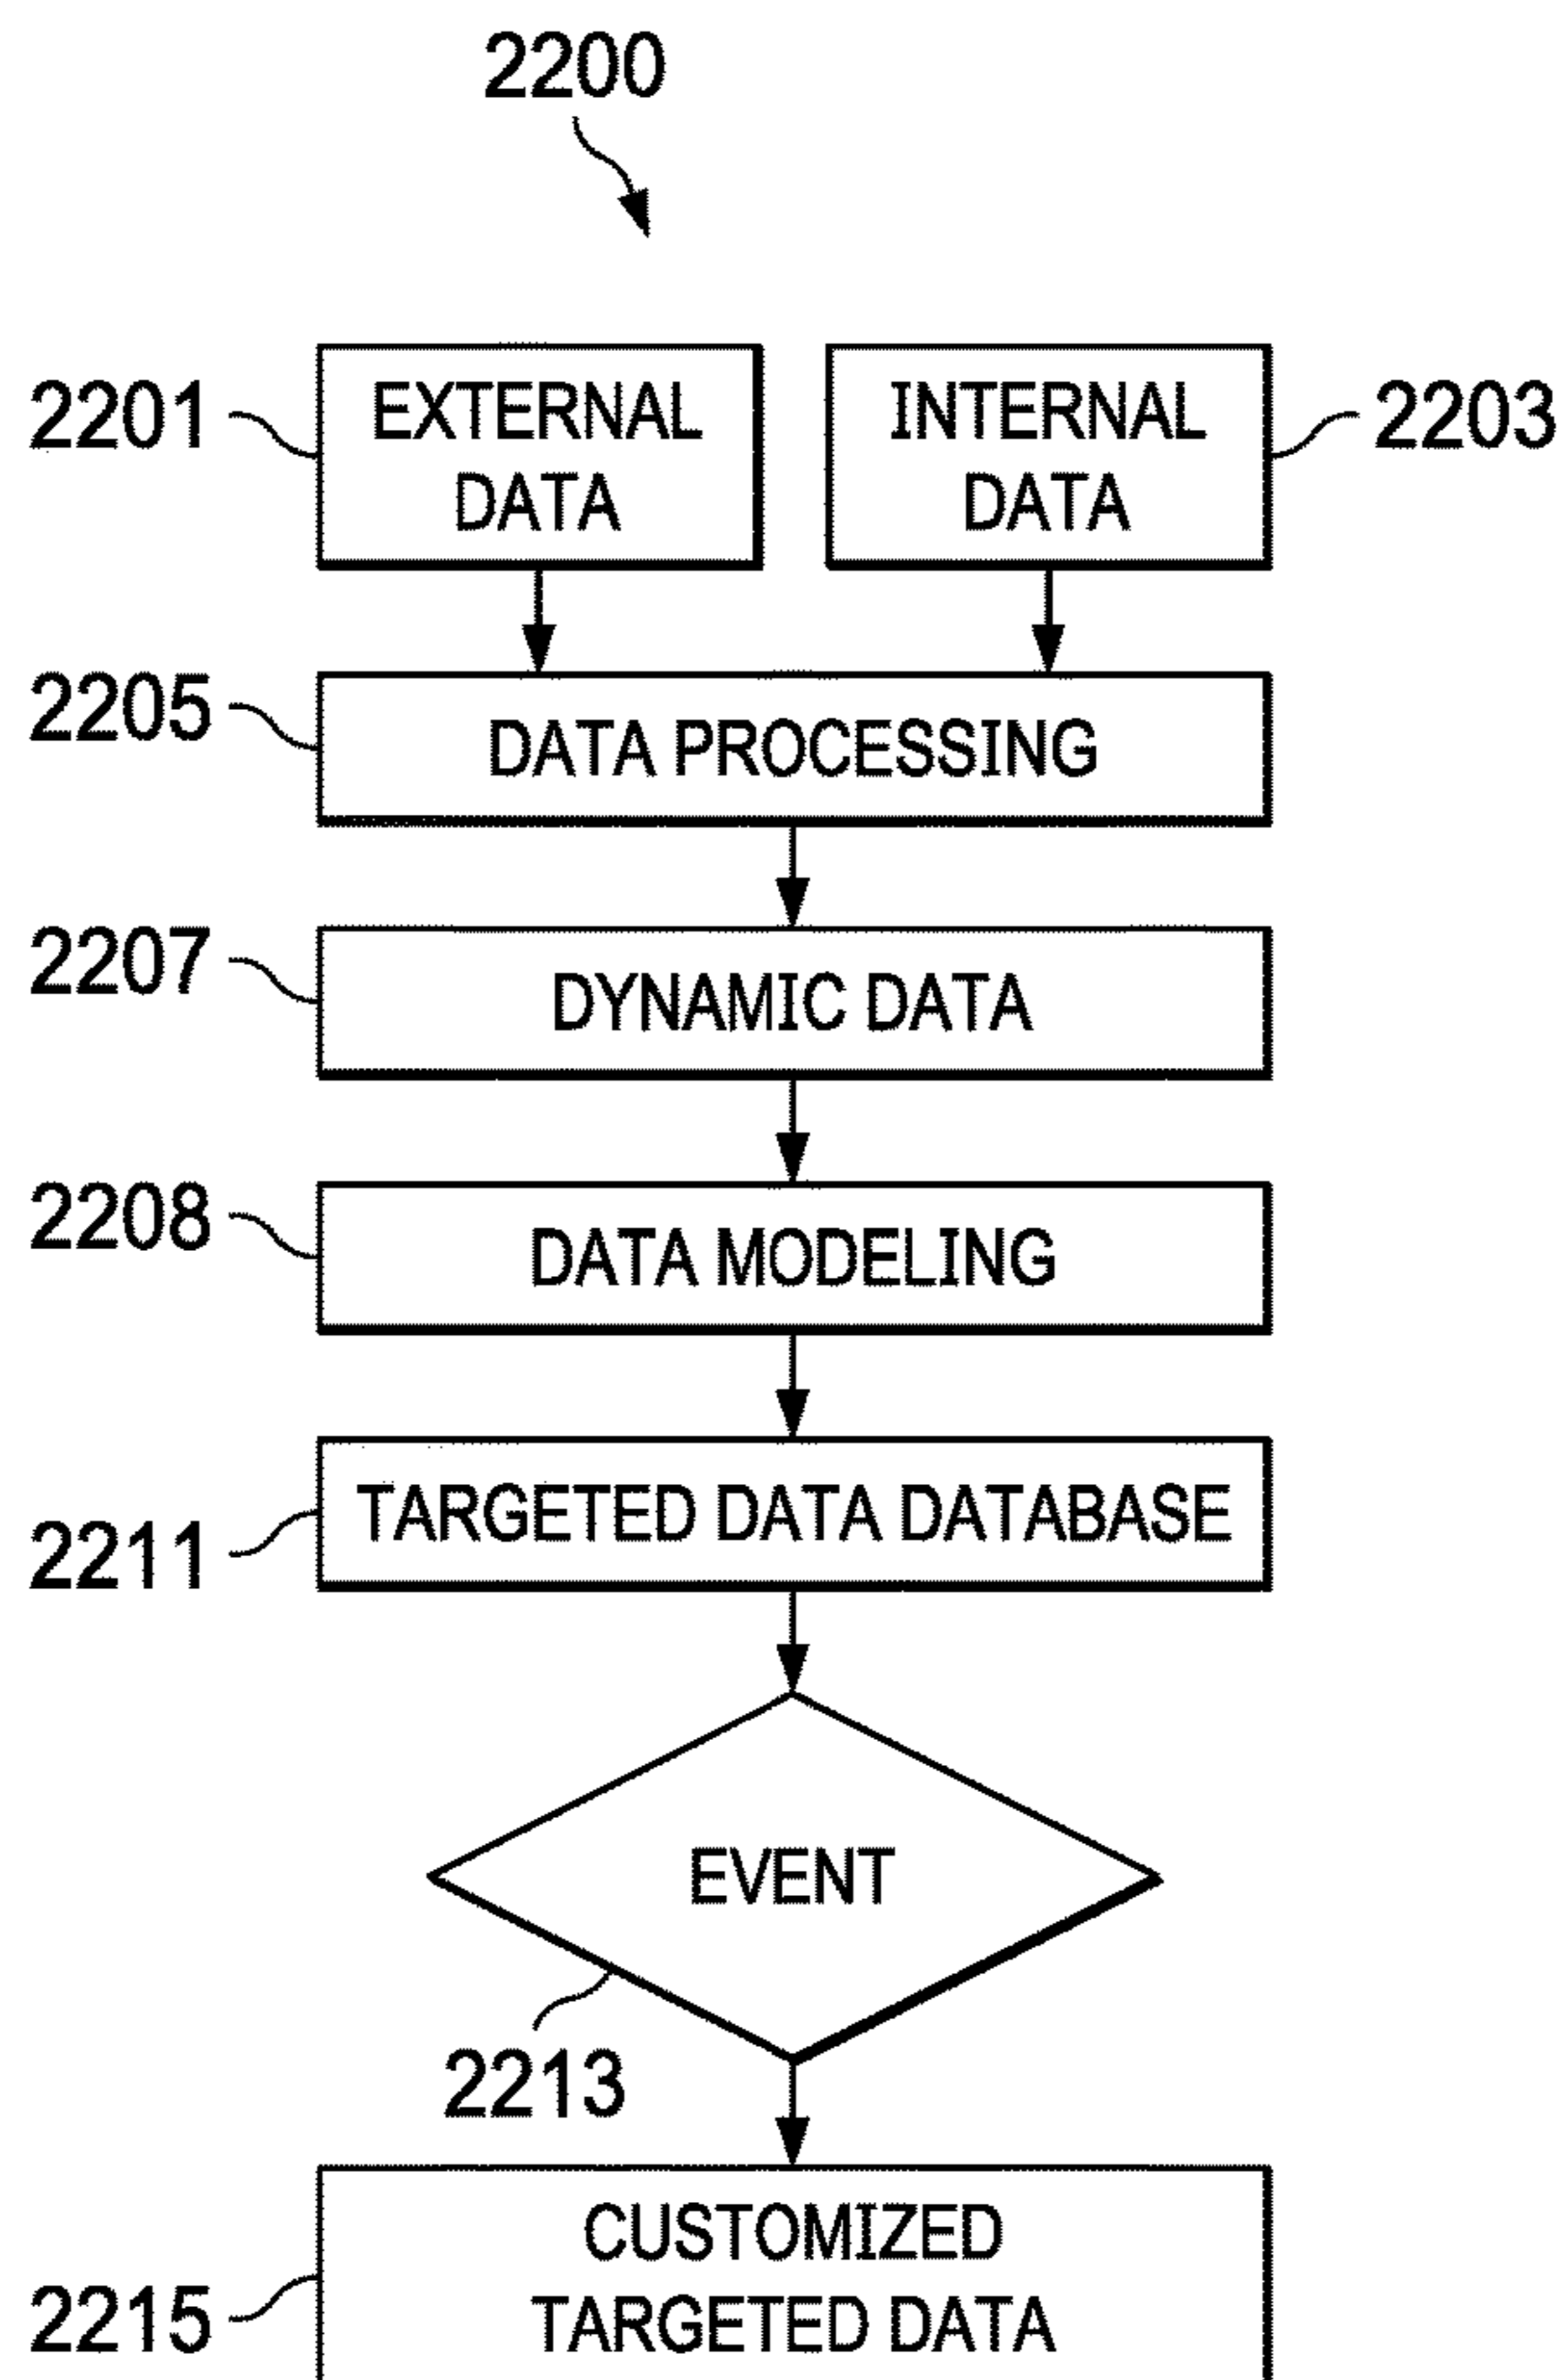 2200
2201
EXTERNAL
DATA
INTERNAL
DATA
2203
2205
DATA PROCESSING
2207
DYNAMIC DATA
2208
DATA MODELING
TARGETED DATA DATABASE
2211
EVENT
2213
CUSTOMIZED
TARGETED DATA
2215